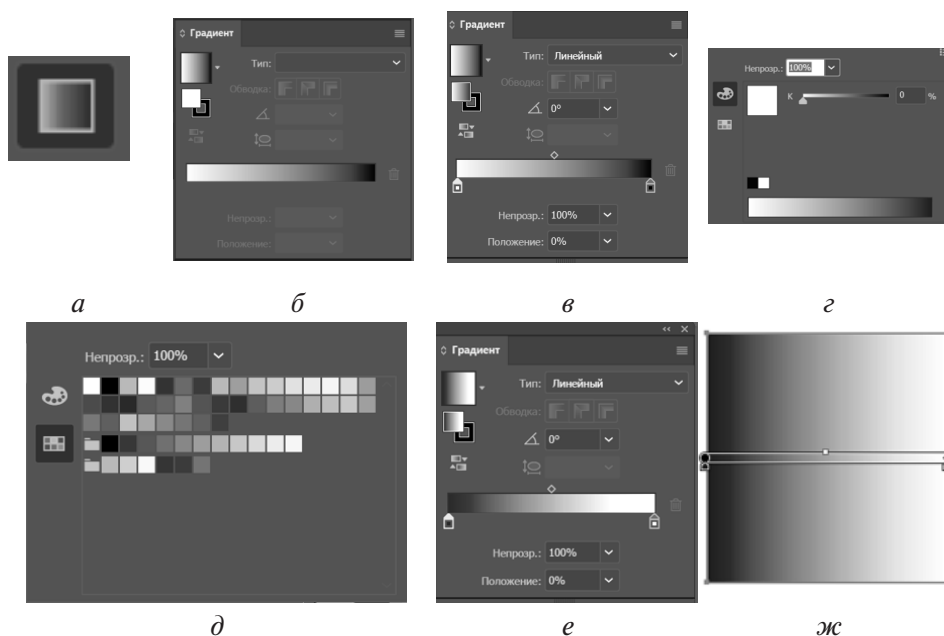 Градиент
Тип:
Обводка:
Непрозр.:
Положение:
Градиент
Тип: Линейный
Обводка:
0°
Непрозр.: 100%
Положение: 0%
Непрозр.: 100%
K 0 %
а б в г
Непрозр.: 100%
Градиент
Тип: Линейный
Обводка:
0°
Непрозр.: 100%
Положение: 0%
д е ж